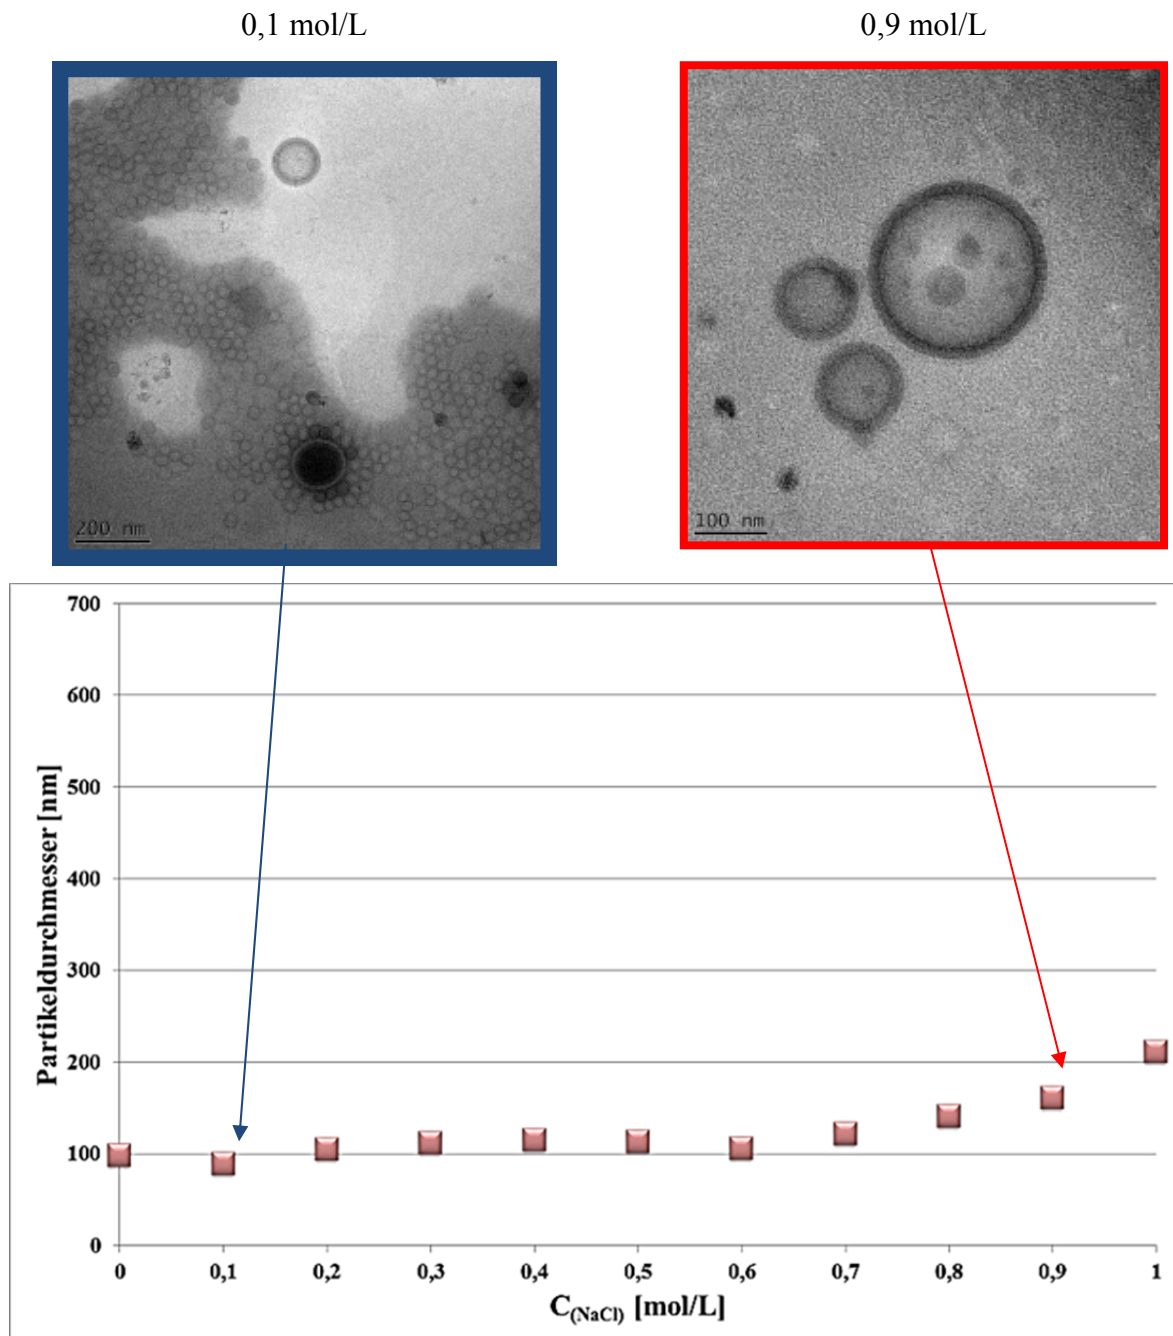 0,1 mol/L
0,9 mol/L
200 nm
100 nm
700
600
500
400
300
200
100
0
Partikeldurchmesser [nm]
0 0,1 0,2 0,3 0,4 0,5 0,6 0,7 0,8 0,9 1
C(NaCl) [mol/L]